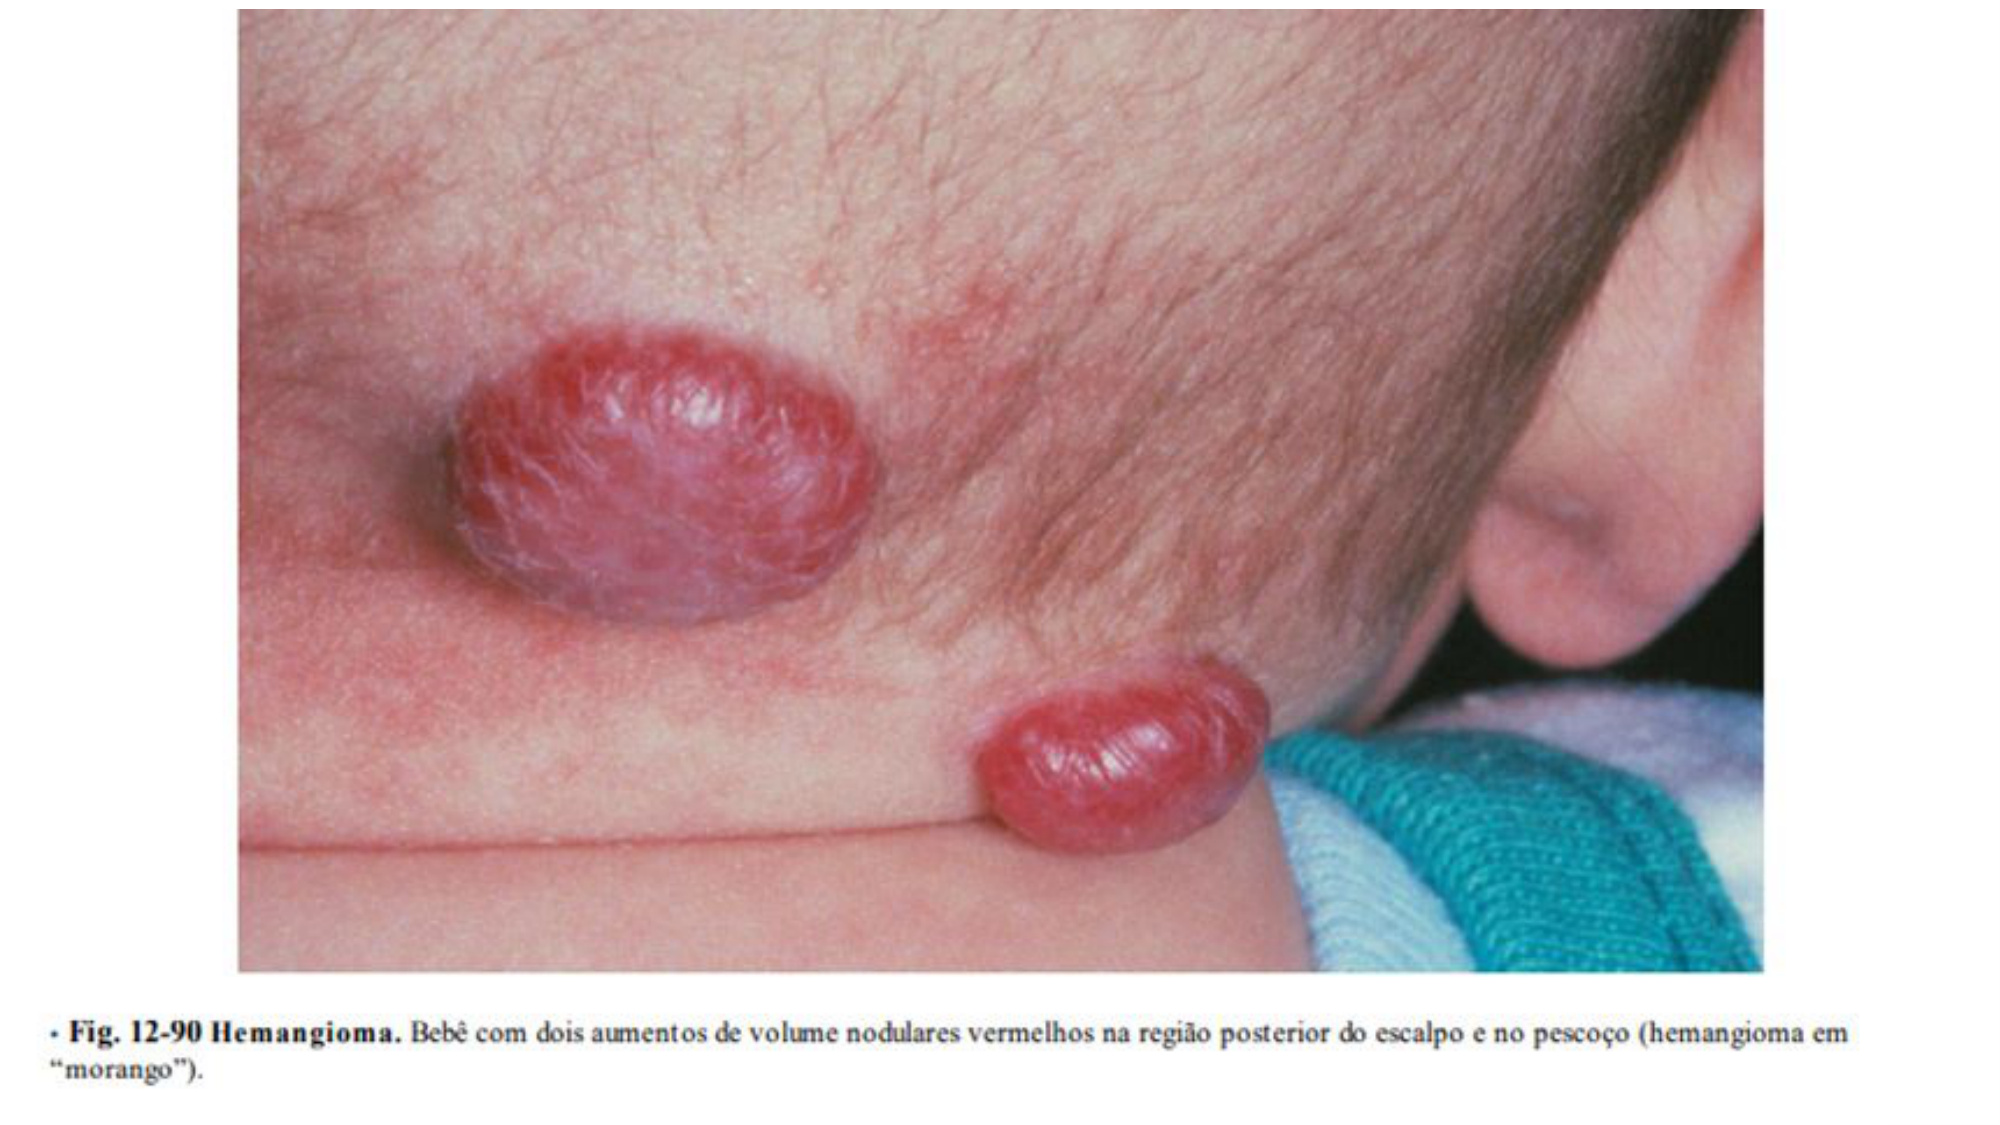 • Fig. 12-90 Hemangioma. Bebê com dois aumentos de volume nodulares vermelhos na região posterior do escalpo e no pescoço (hemangioma em
“morango”).